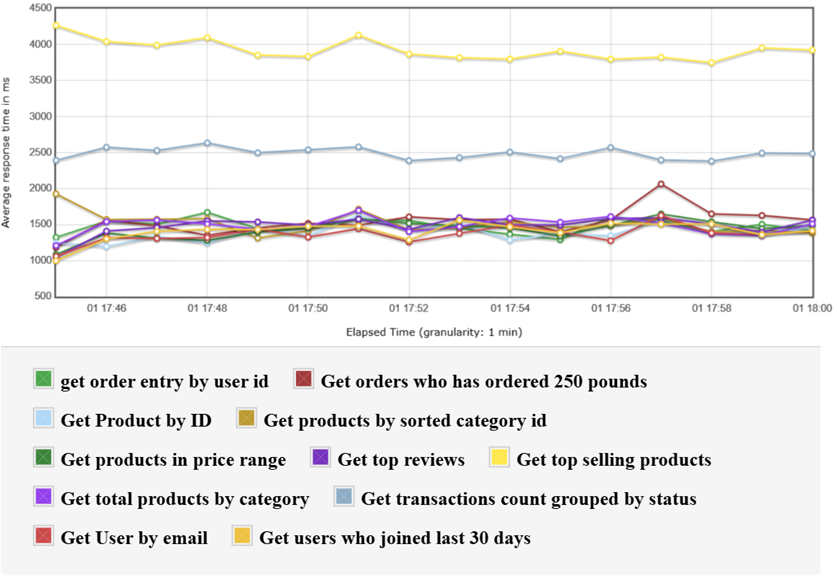 4500
4000
3500
3000
2500
2000
1500
1000
500
Average response time in ms
01 17:46 01 17:48 01 17:50 01 17:52 01 17:54 01 17:56 01 17:58 01 18:00
Elapsed Time (granularity: 1 min)
get order entry by user id Get orders who has ordered 250 pounds
Get Product by ID Get products by sorted category id
Get products in price range Get top reviews Get top selling products
Get total products by category Get transactions count grouped by status
Get User by email Get users who joined last 30 days